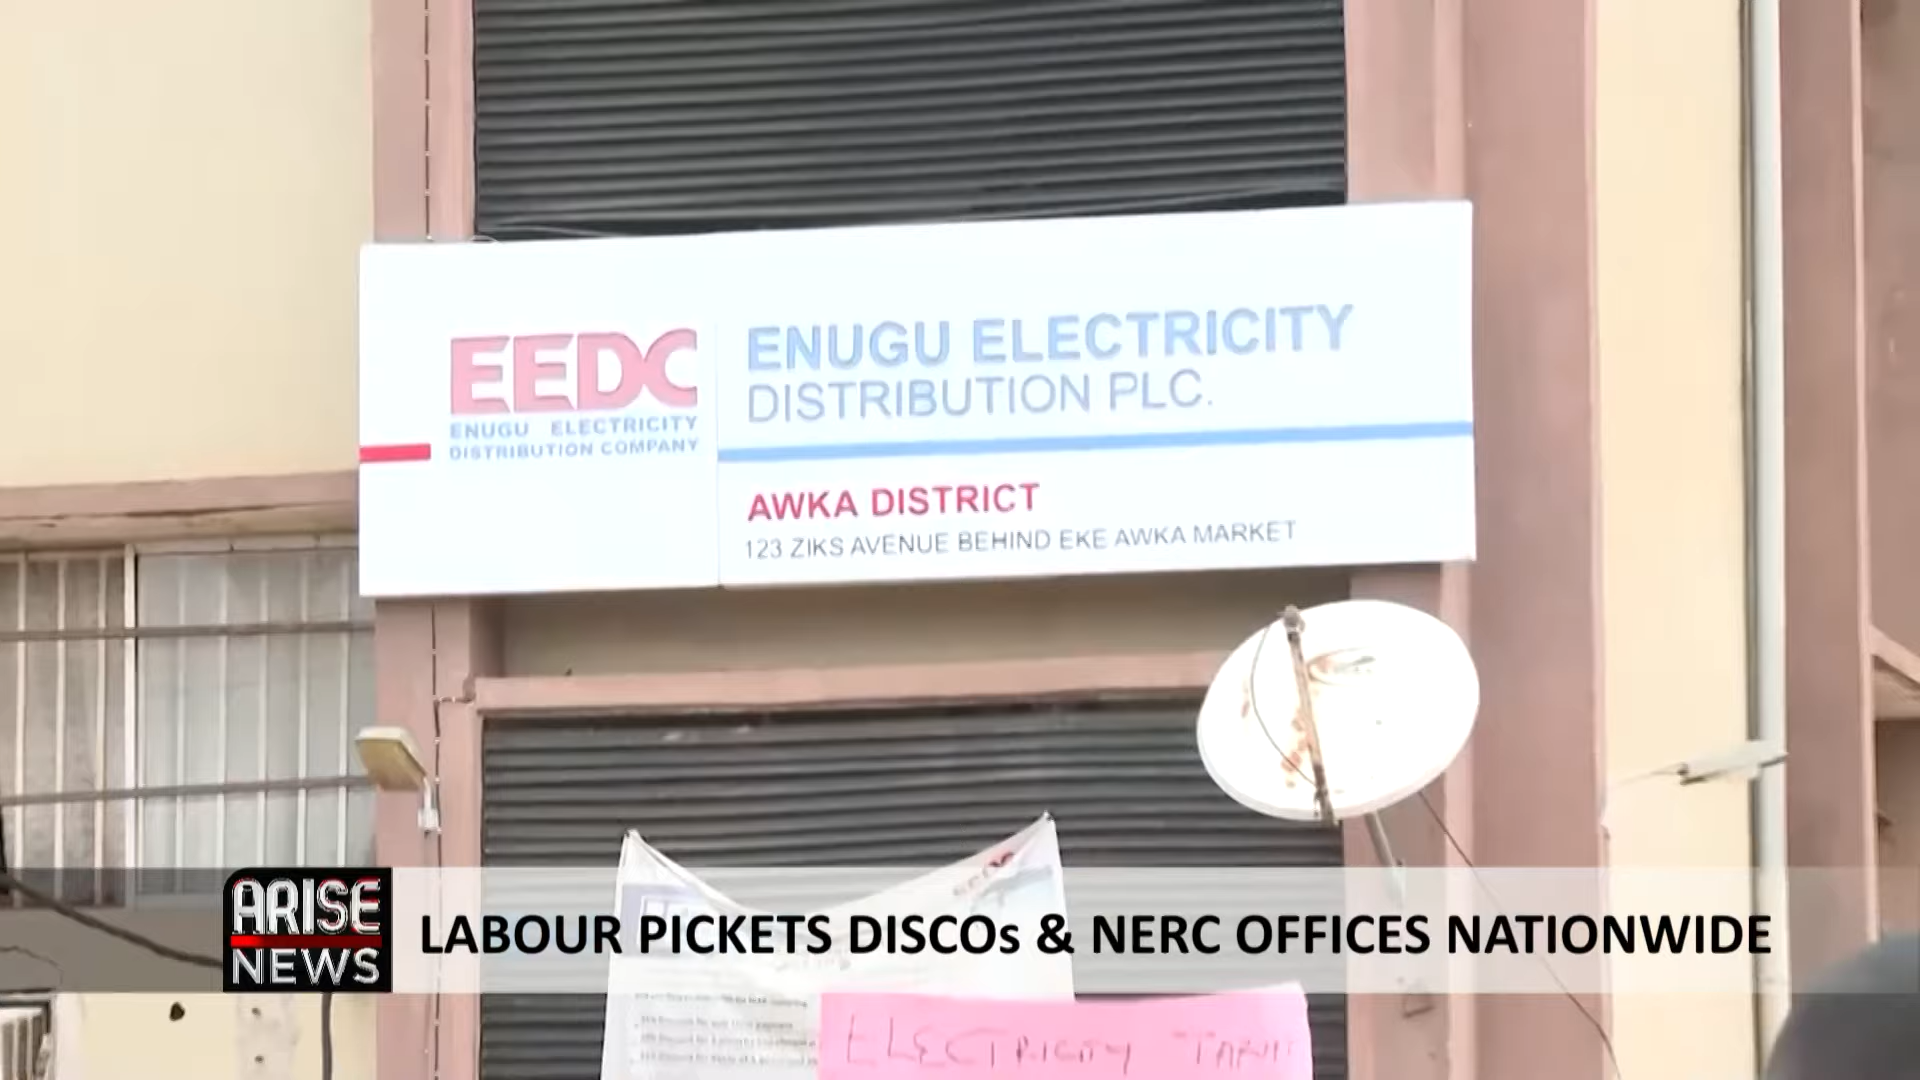 EEDC
ENUGU ELECTRICITY
DISTRIBUTION COMPANY
ENUGU ELECTRICITY
DISTRIBUTION PLC.
AWKA DISTRICT
123 ZIKS AVENUE BEHIND EKE AWKA MARKET
EEDC
ARISE
NEWS
LABOUR PICKETS DISCOs & NERC OFFICES NATIONWIDE
ELECTRICITY